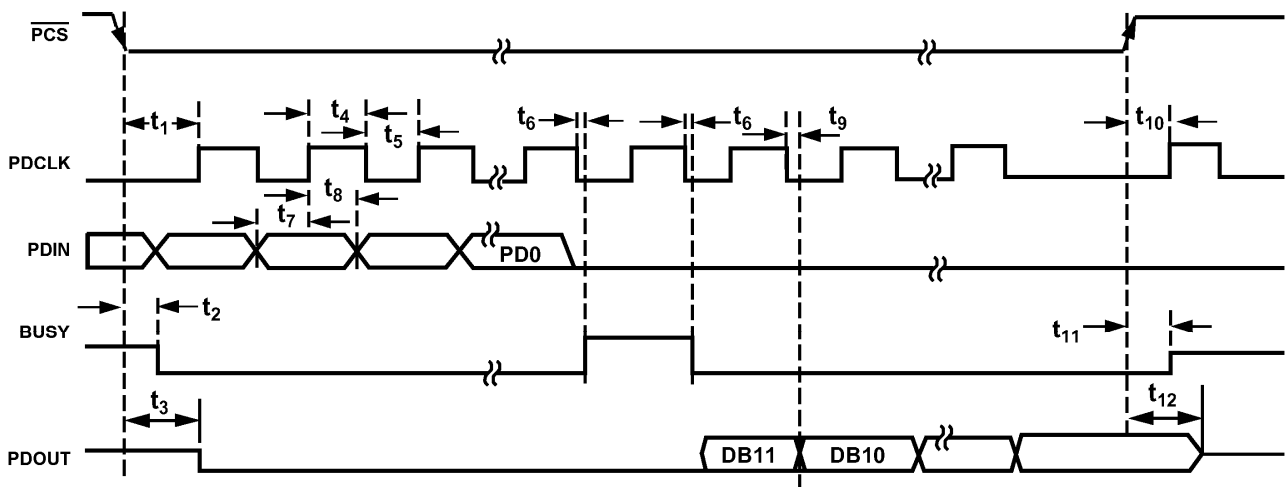 PCS
t1
t4
t5
t6
t6
t9
t10
PDCLK
t8
t7
PDIN
PD0
t2
BUSY
t11
t3
t12
PDOUT
DB11
DB10